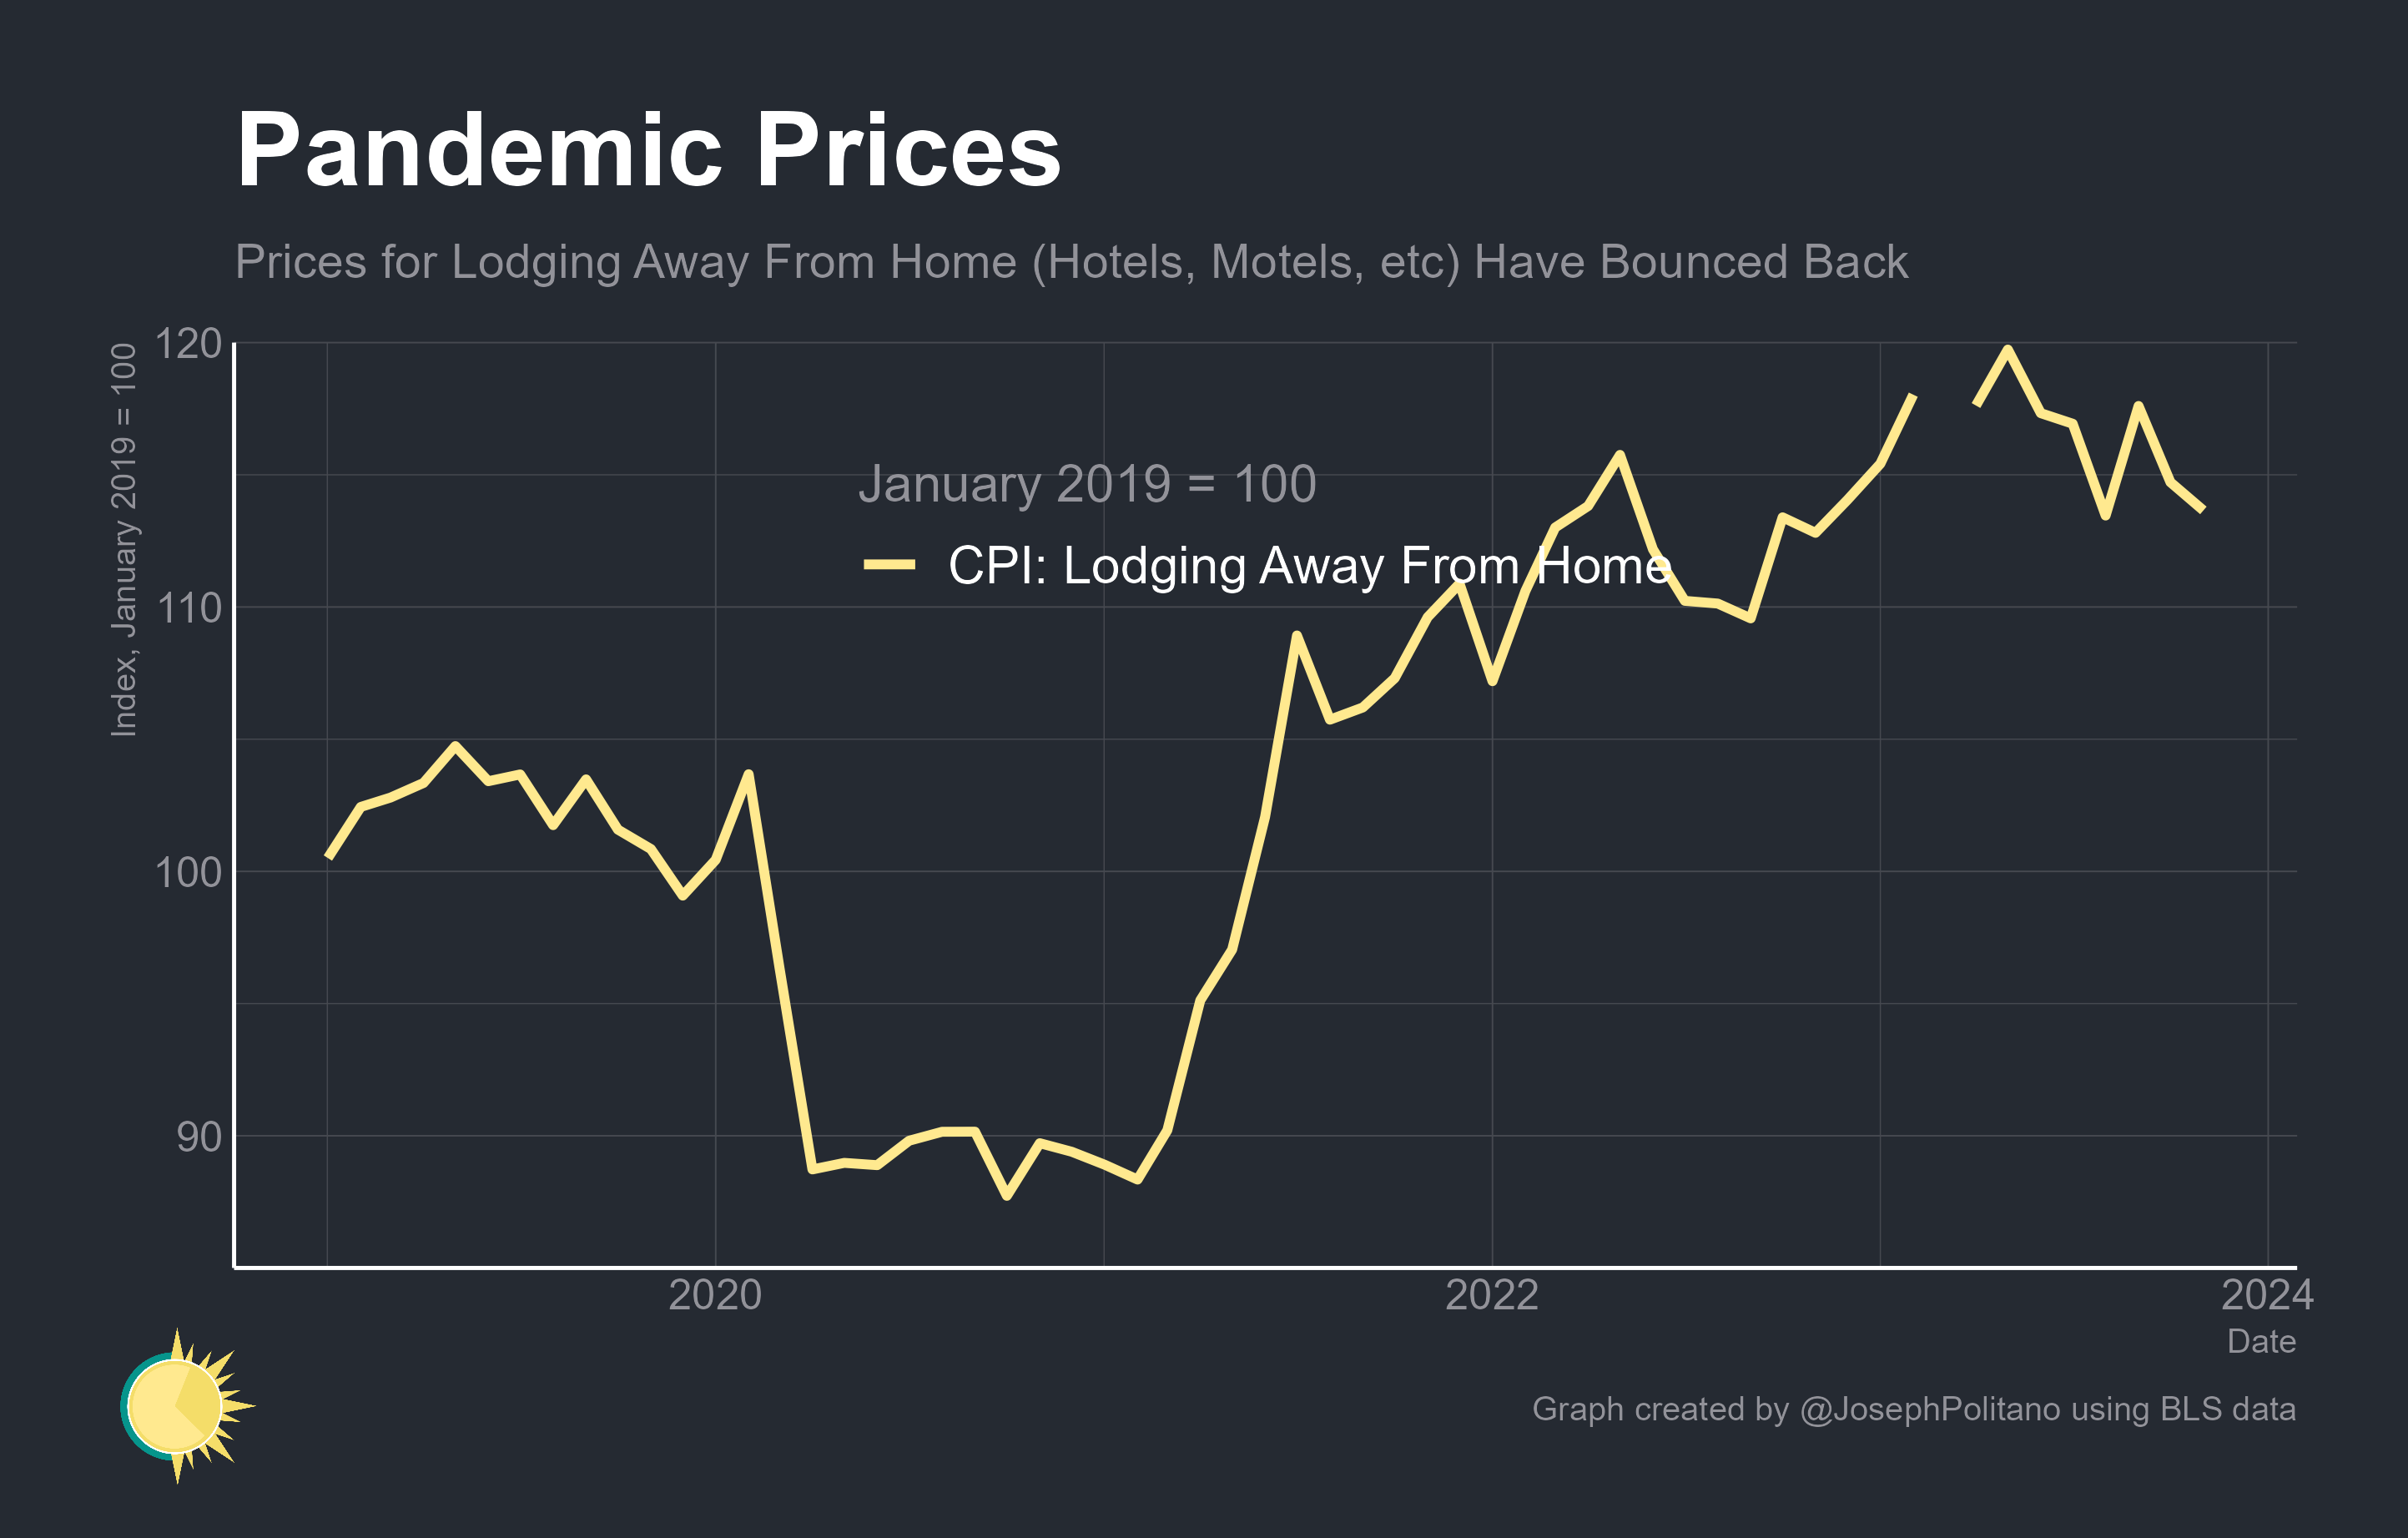 Pandemic Prices
Prices for Lodging Away From Home (Hotels, Motels, etc) Have Bounced Back
Index, January 2019 = 100
120
110
100
90
January 2019 = 100
CPI: Lodging Away From Home
2020
2022
2024
Date
Graph created by @JosephPolitano using BLS data